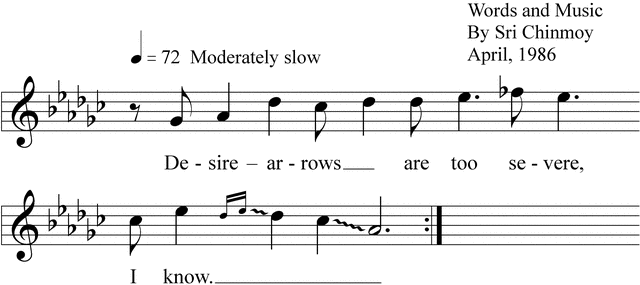 Words and Music
By Sri Chinmoy
April, 1986
= 72 Moderately slow
De - sire – ar - rows___ are too se - vere,
I know.___